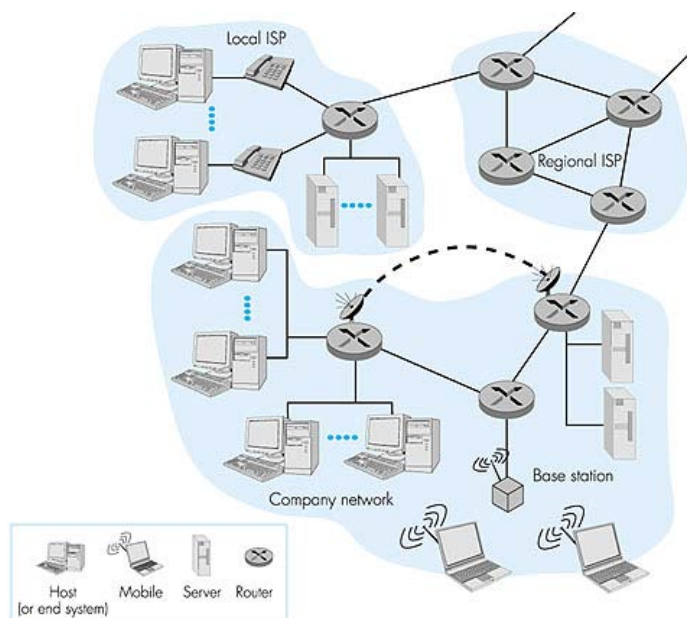 Local ISP
Regional ISP
Company network
Base station
Host
(or end system)
Mobile
Server
Router